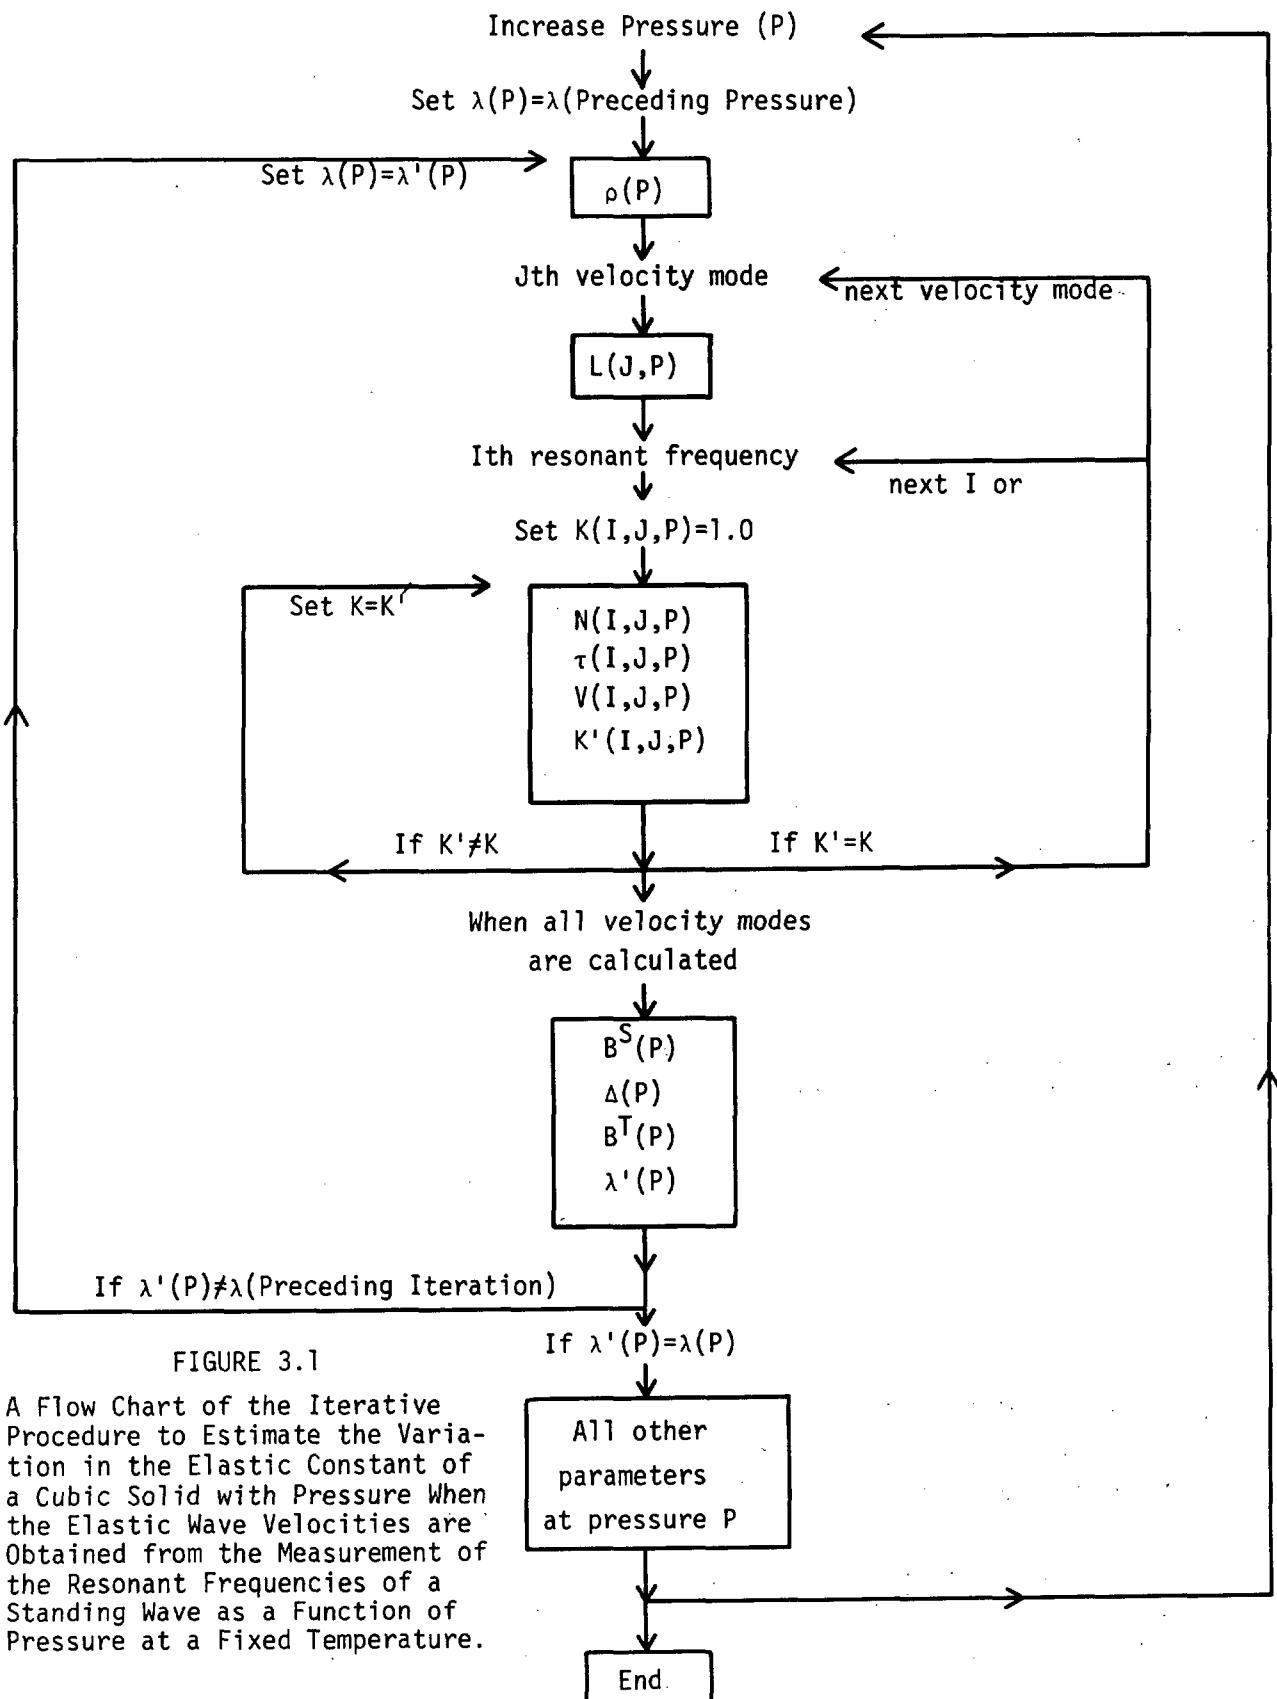 Increase Pressure (P)
Set λ(P)=λ(Preceding Pressure)
Set λ(P)=λ'(P)
ρ(P)
Jth velocity mode
next velocity mode
L(J,P)
Ith resonant frequency
next I or
Set K(I,J,P)=1.0
Set K=K'
N(I,J,P)
τ(I,J,P)
V(I,J,P)
K'(I,J,P)
If K'≠K
If K'=K
When all velocity modes
are calculated
B^S(P)
Δ(P)
B^T(P)
λ'(P)
If λ'(P)≠λ(Preceding Iteration)
If λ'(P)=λ(P)
All other
parameters
at pressure P
End
FIGURE 3.1
A Flow Chart of the Iterative
Procedure to Estimate the Varia-
tion in the Elastic Constant of
a Cubic Solid with Pressure When
the Elastic Wave Velocities are
Obtained from the Measurement of
the Resonant Frequencies of a
Standing Wave as a Function of
Pressure at a Fixed Temperature.